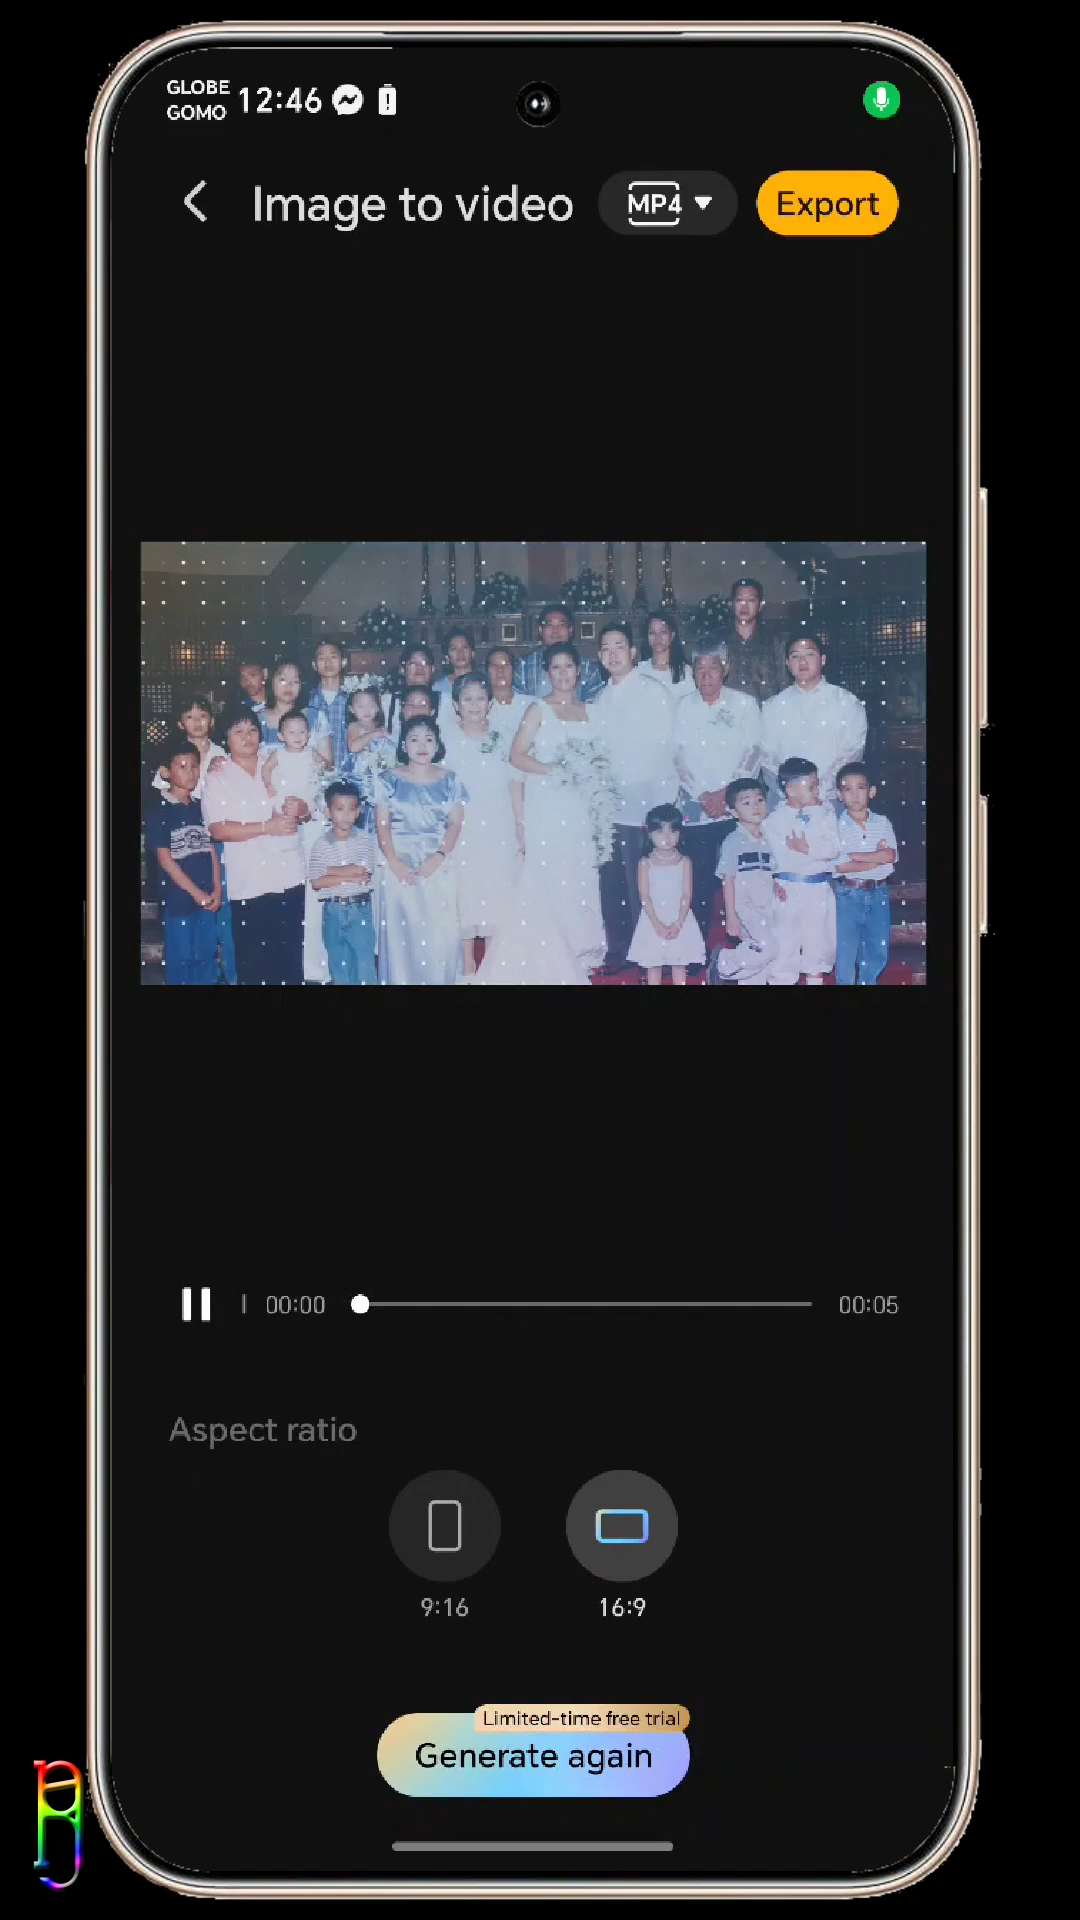 GLOBE
GOMO
12:46
Image to video
MP4
Export
00:00
00:05
Aspect ratio
9:16
16:9
Limited-time free trial
Generate again